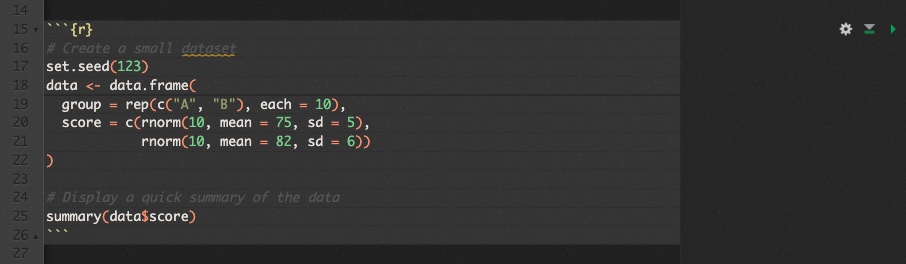 14
15 ```{r}
16 # Create a small dataset
17 set.seed(123)
18 data <- data.frame(
19   group = rep(c("A", "B"), each = 10),
20   score = c(rnorm(10, mean = 75, sd = 5),
21             rnorm(10, mean = 82, sd = 6))
22 )
23
24 # Display a quick summary of the data
25 summary(data$score)
26 ```
27